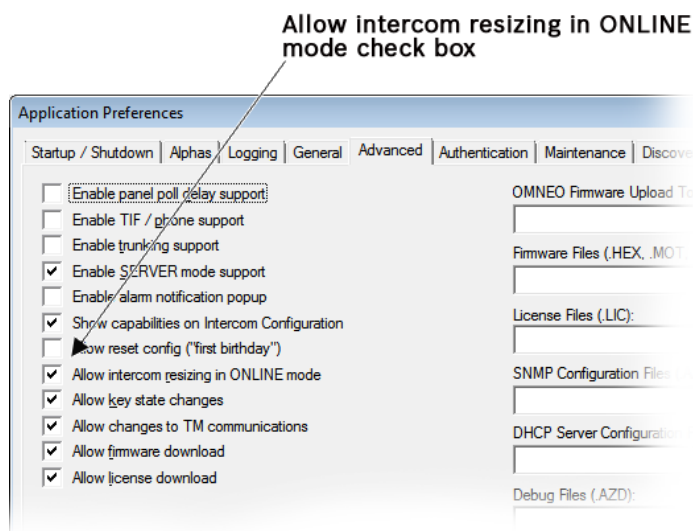 Allow intercom resizing in ONLINE
mode check box
Application Preferences
Startup / Shutdown
Alphas
Logging
General
Advanced
Authentication
Maintenance
Enable panel poll delay support
Enable TIF / phone support
Enable trunking support
Enable SERVER mode support
Enable alarm notification popup
Show capabilities on Intercom Configuration
reset config ("first birthday")
Allow intercom resizing in ONLINE mode
Allow key state changes
Allow changes to TM communications
Allow firmware download
Allow license download
OMNEO Firmware Upload
Firmware Files (.HEX, .MOT,
License Files (.LIC):
SNMP Configuration Files
DHCP Server Configuration
Debug Files (.AZD):